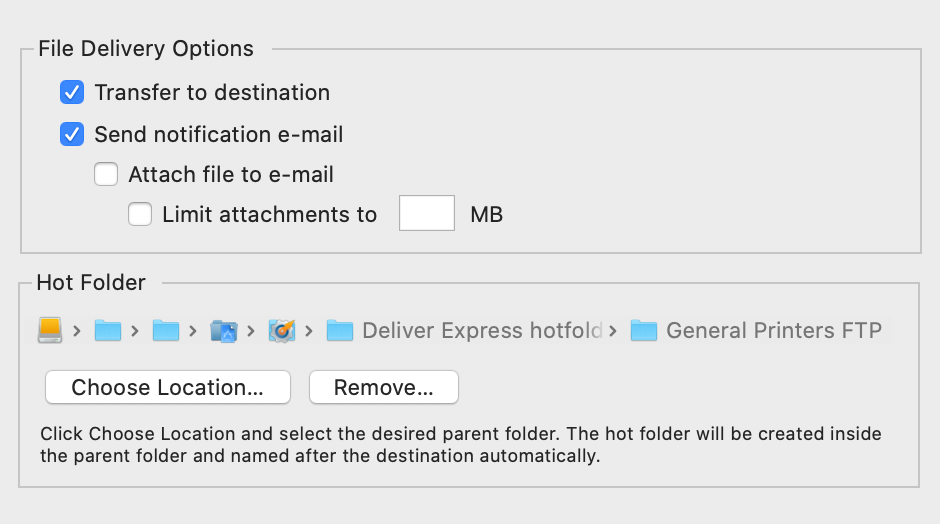 File Delivery Options
Transfer to destination
Send notification e-mail
Attach file to e-mail
Limit attachments to MB
Hot Folder
Deliver Express hotfold › General Printers FTP
Choose Location... Remove...
Click Choose Location and select the desired parent folder. The hot folder will be created inside
the parent folder and named after the destination automatically.